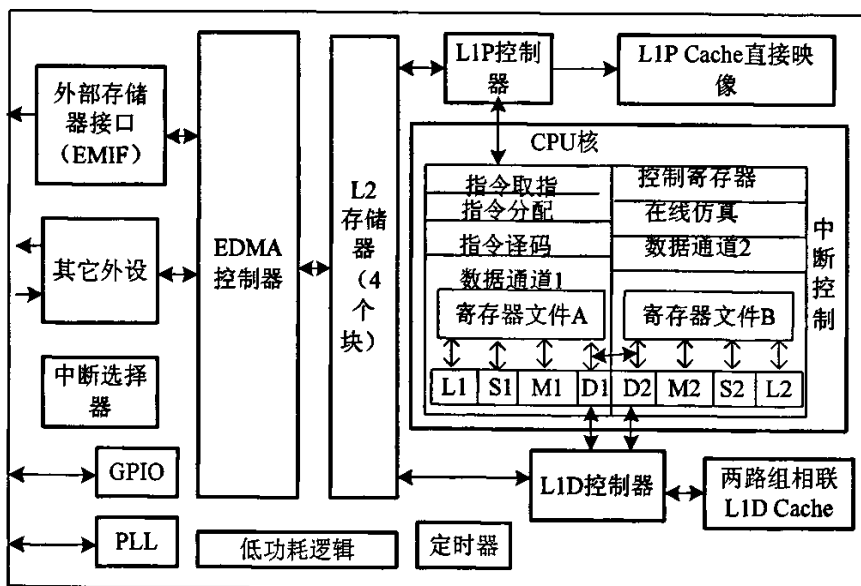 外部存储
器接口
（EMIF）
其它外设
中断选择
器
GPIO
PLL
EDMA
控制器
低功耗逻辑
L2
存储
器
（4
个
块）
定时器
L1P控制
器
L1P Cache直接映
像
CPU核
指令取指
指令分配
指令译码
数据通道1
寄存器文件A
控制寄存器
在线仿真
数据通道2
寄存器文件B
L1 S1 M1 D1 D2 M2 S2 L2
中
断
控
制
L1D控制器
两路组相联
L1D Cache